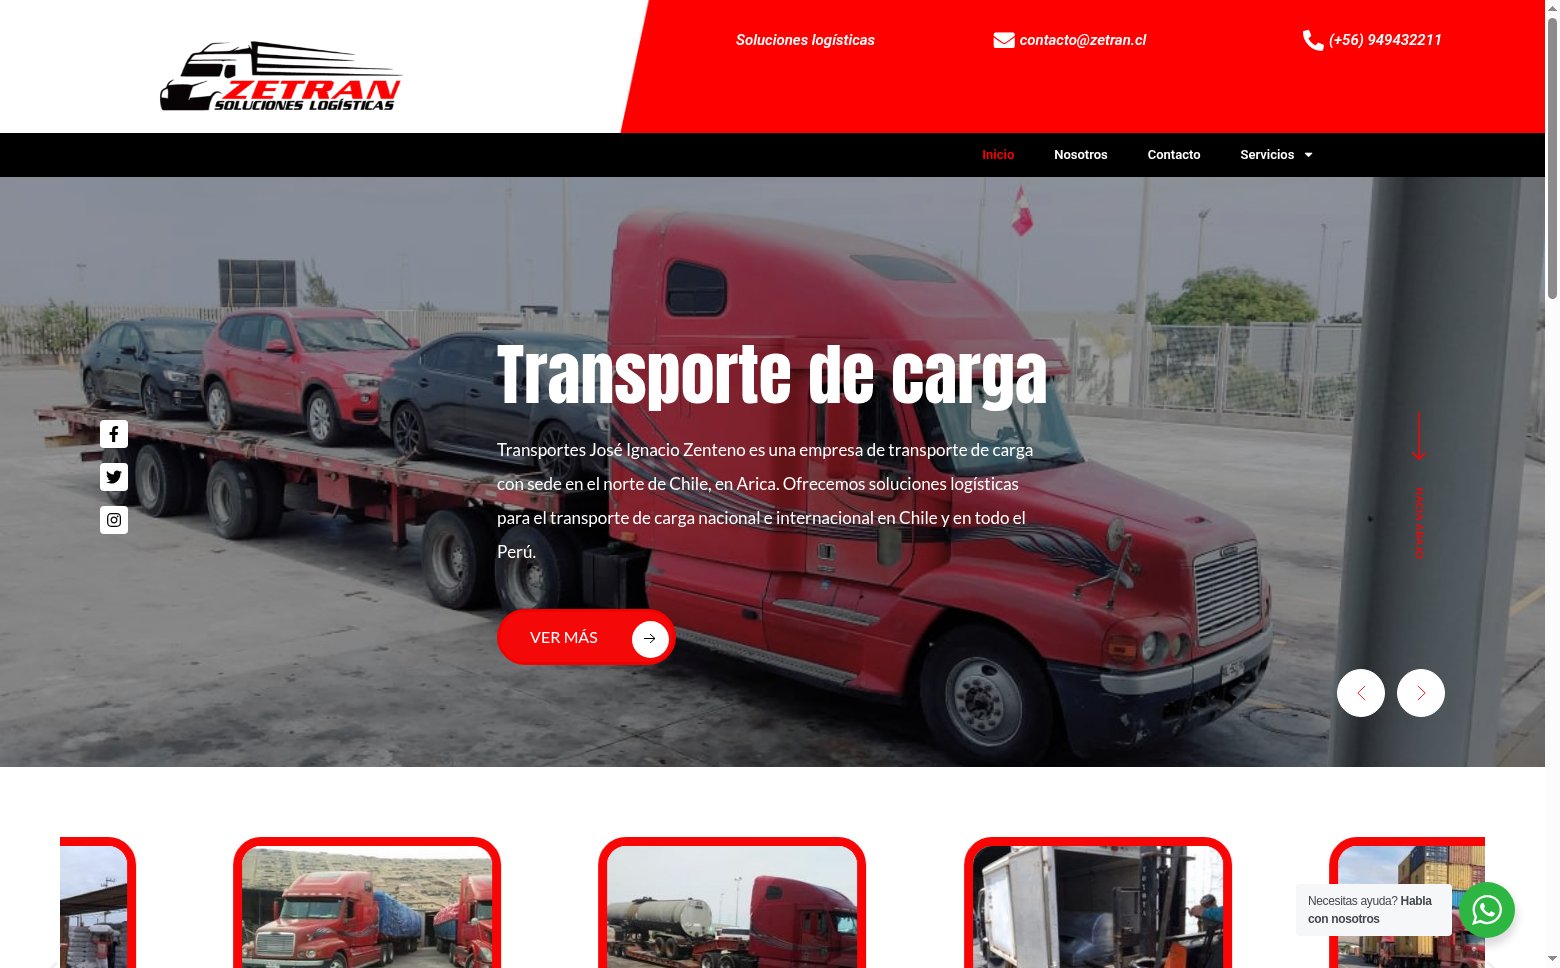 ZETRAN
SOLUCIONES LOGÍSTICAS
Soluciones logísticas
contacto@zetran.cl
(+56) 949432211
Inicio
Nosotros
Contacto
Servicios
Transporte de carga
Transportes José Ignacio Zenteno es una empresa de transporte de carga
con sede en el norte de Chile, en Arica. Ofrecemos soluciones logísticas
para el transporte de carga nacional e internacional en Chile y en todo el
Perú.
VER MÁS
HACIA ABAJO
Necesitas ayuda? Habla
con nosotros